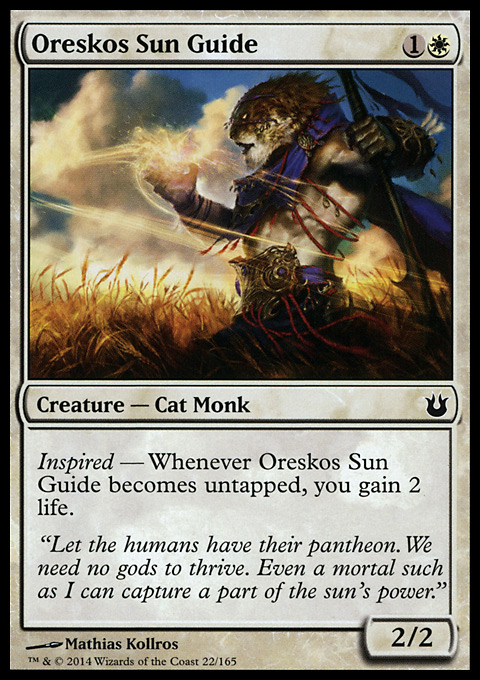 Oreskos Sun Guide 1
Creature — Cat Monk
Inspired — Whenever Oreskos Sun
Guide becomes untapped, you gain 2
life.
“Let the humans have their pantheon. We
need no gods to thrive. Even a mortal such
as I can capture a part of the sun’s power.”
2/2
Mathias Kollros
™ & © 2014 Wizards of the Coast 22/165